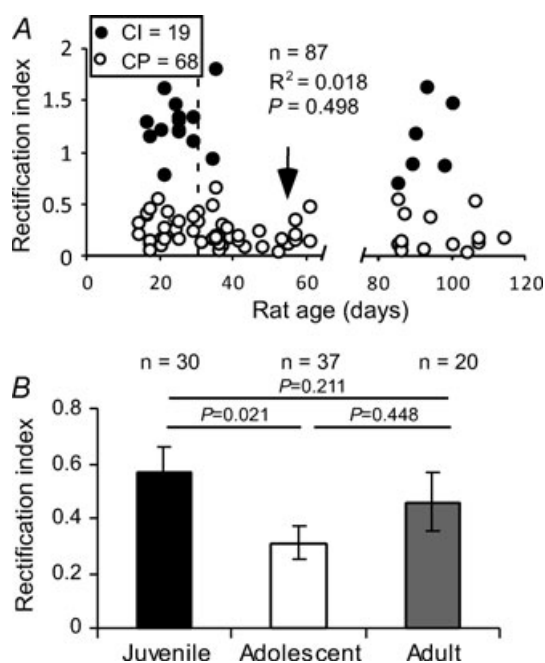 A
CI = 19
CP = 68
n = 87
R² = 0.018
P = 0.498
Rectification index
2
1.5
1
0.5
0
0 20 40 60 80 100 120
Rat age (days)
B
n = 30 n = 37 n = 20
P=0.211
P=0.021 P=0.448
Rectification index
0.8
0.6
0.4
0.2
0
Juvenile Adolescent Adult